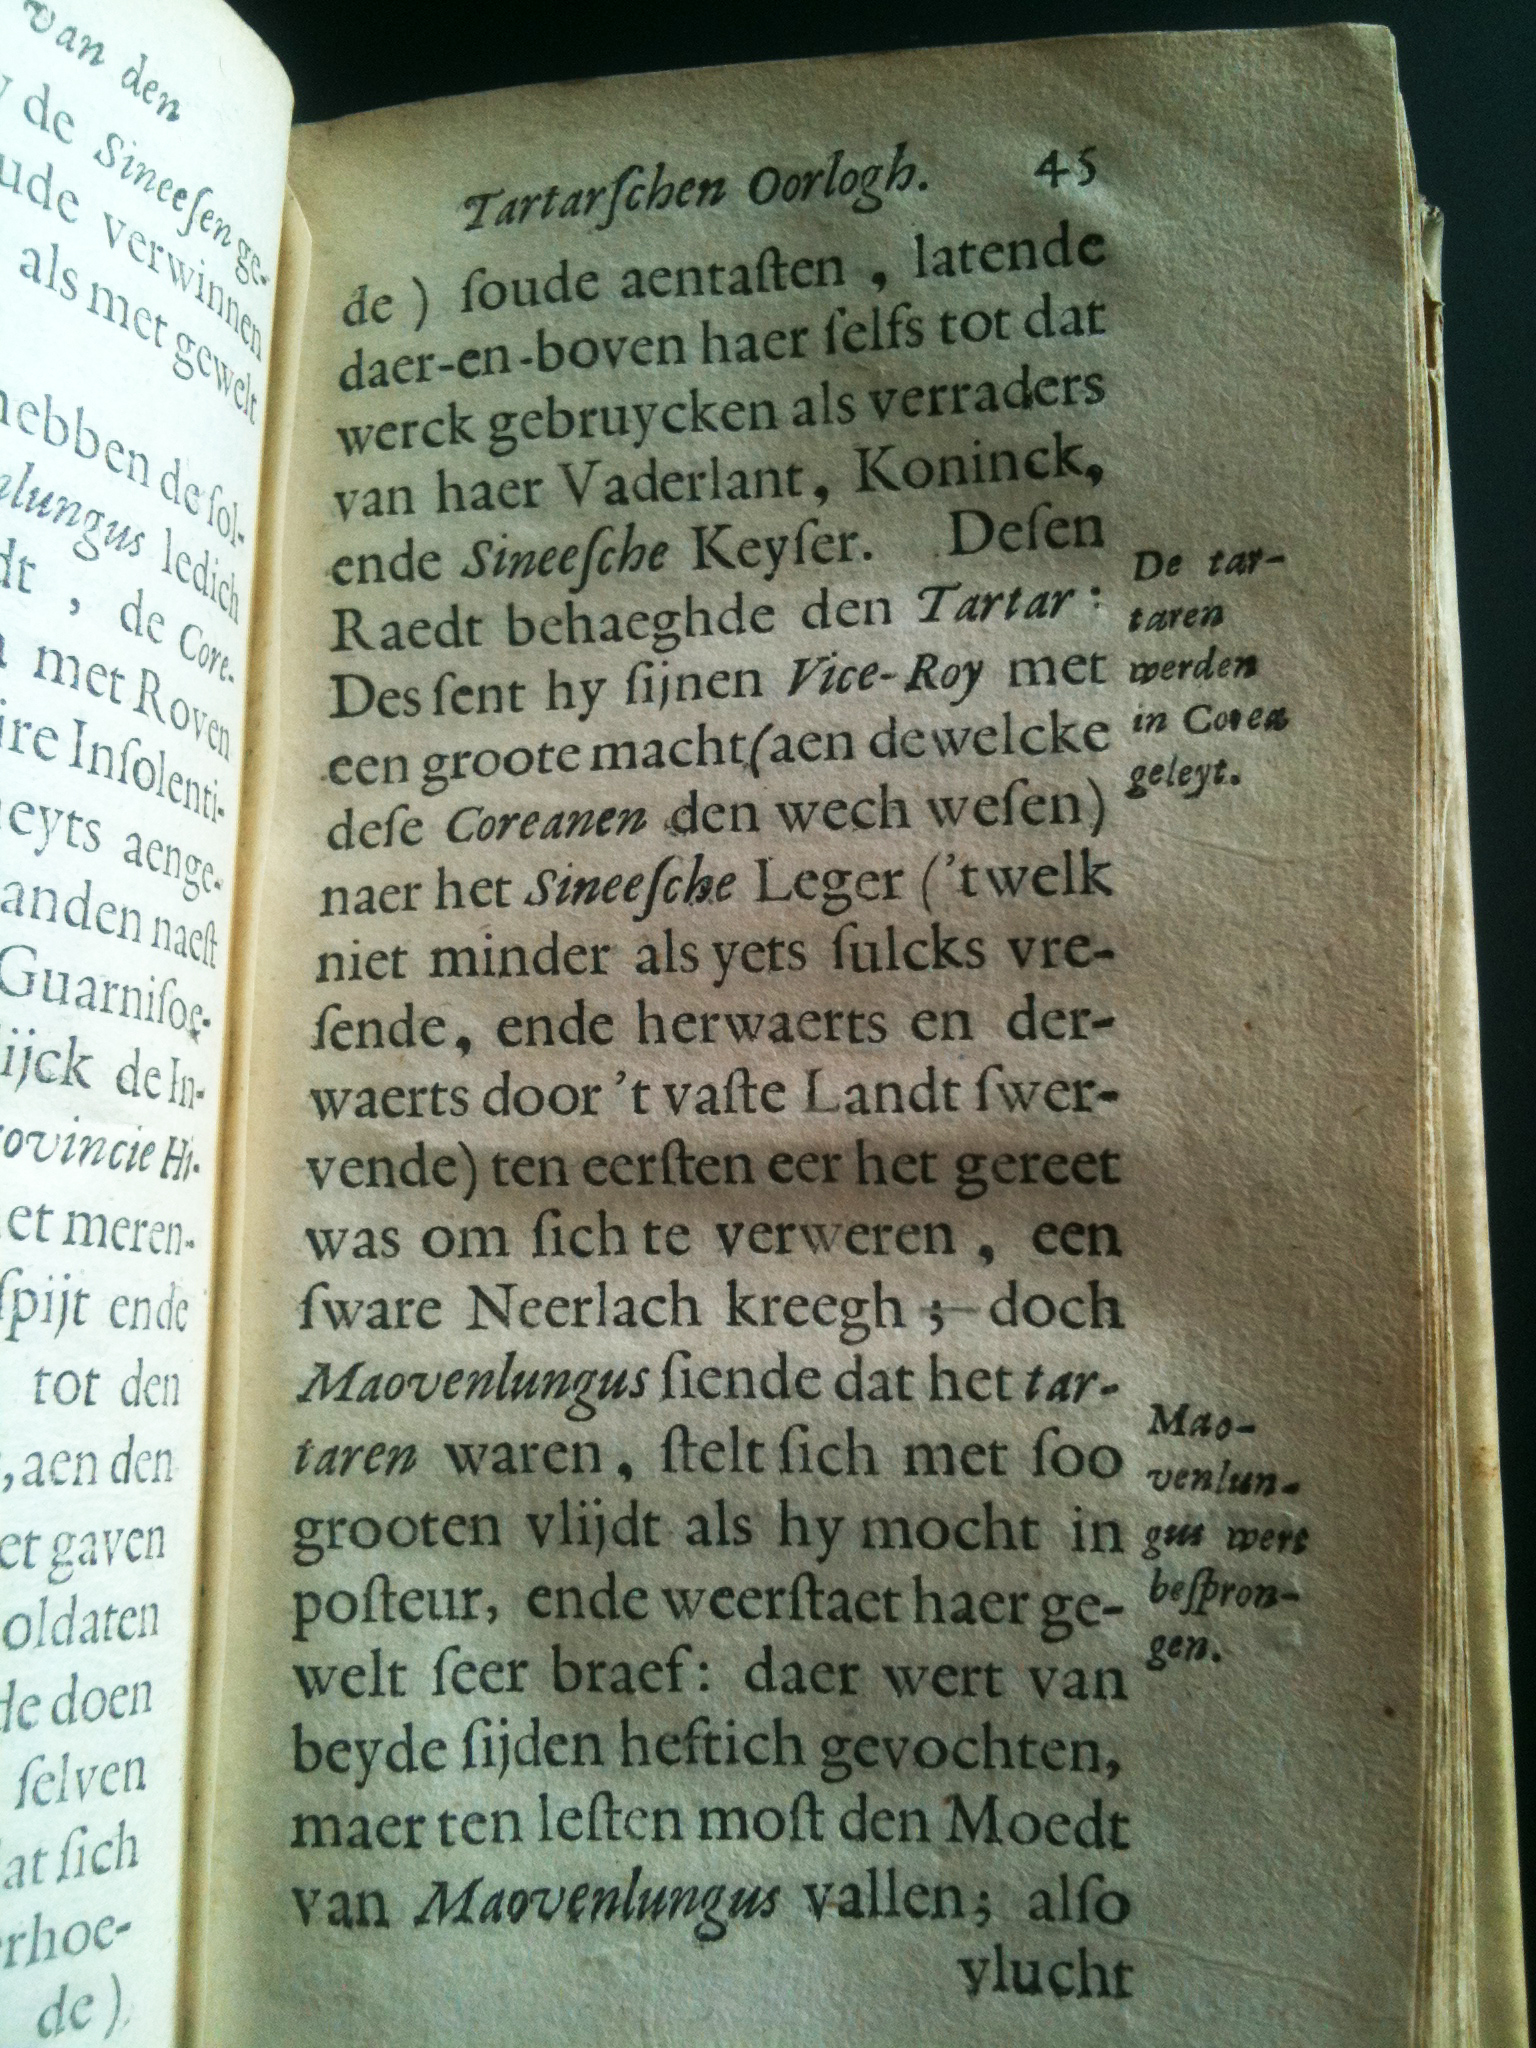 van den
de Sineesen ge-
ude verwinnen
als met gewelt
hebben de sol-
lungus ledich
dt , de Core-
met Roven
ire Insolenti-
eyts aenge-
anden naest
Guarnisoe-
ijck de In-
ovincie Hi-
et meren-
spijt ende
tot den
, aen den
et gaven
oldaten
de doen
selven
at sich
rhoe-
de)
Tartarſchen Oorlogh. 45
de ) ſoude aentaſten , latende
daer-en-boven haer ſelfs tot dat
werck gebruycken als verraders
van haer Vaderlant, Koninck,
ende Sineeſche Keyſer. Deſen
Raedt behaeghde den Tartar:
Des ſent hy ſijnen Vice-Roy met
een groote macht (aen de welcke
deſe Coreanen den wech weſen)
naer het Sineeſche Leger ('t welk
niet minder als yets ſulcks vre-
ſende, ende herwaerts en der-
waerts door 't vaſte Landt ſwer-
vende) ten eerſten eer het gereet
was om ſich te verweren, een
ſware Neerlach kreegh ; doch
Maovenlungus ſiende dat het tar-
taren waren, ſtelt ſich met ſoo
grooten vlijdt als hy mocht in
poſteur, ende weerſtaet haer ge-
welt ſeer braef: daer wert van
beyde ſijden heftich gevochten,
maer ten leſten moſt den Moedt
van Maovenlungus vallen; alſo
vlucht
De tar-
taren
werden
in Corea
geleyt.
Mao-
venlun-
gus wert
beſpron-
gen.